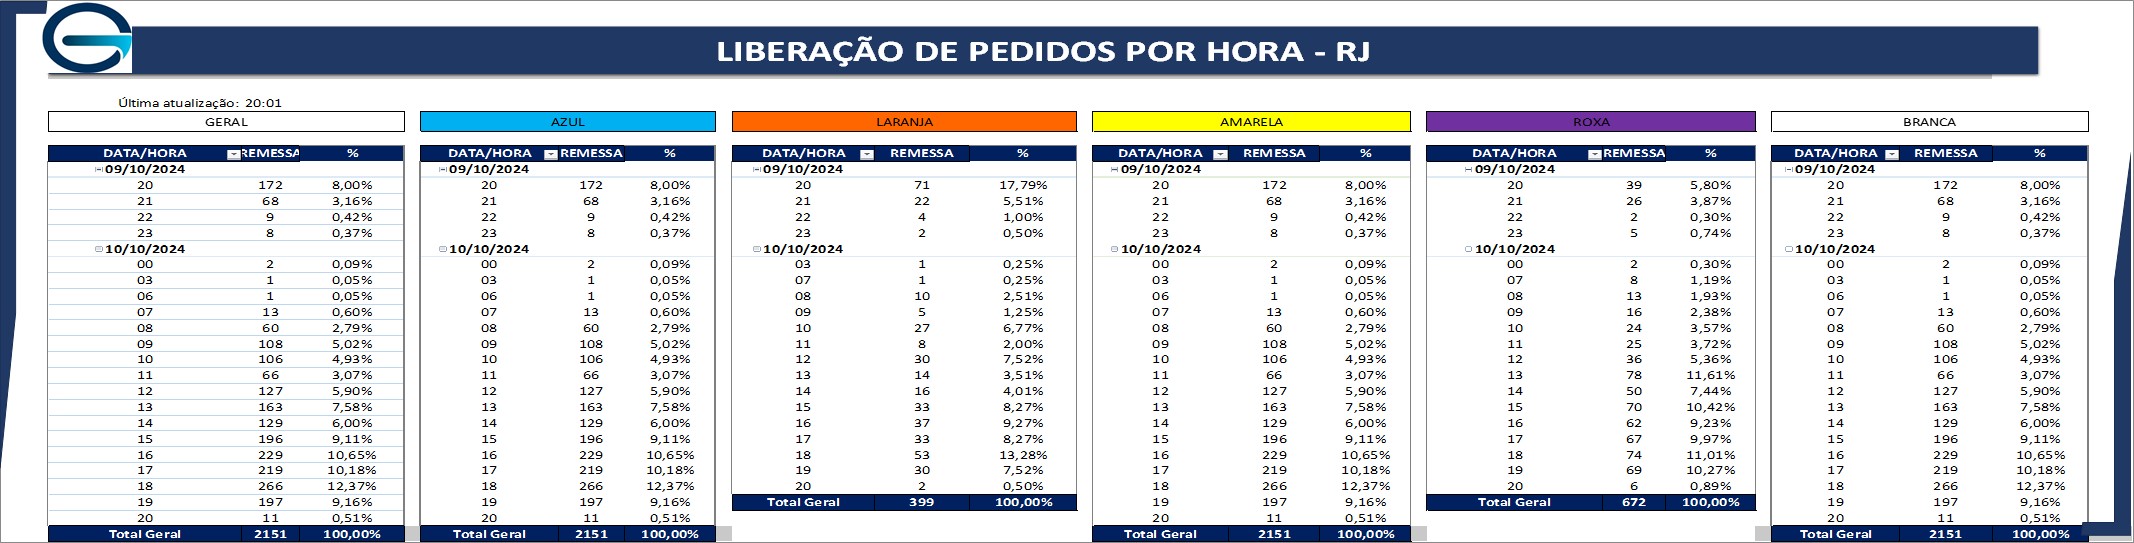 LIBERAÇÃO DE PEDIDOS POR HORA - RJ
Última atualização: 20:01
GERAL
DATA/HORA REMESSA %
09/10/2024
20 172 8,00%
21 68 3,16%
22 9 0,42%
23 8 0,37%
10/10/2024
00 2 0,09%
03 1 0,05%
06 1 0,05%
07 13 0,60%
08 60 2,79%
09 108 5,02%
10 106 4,93%
11 66 3,07%
12 127 5,90%
13 163 7,58%
14 129 6,00%
15 196 9,11%
16 229 10,65%
17 219 10,18%
18 266 12,37%
19 197 9,16%
20 11 0,51%
Total Geral 2151 100,00%
AZUL
DATA/HORA REMESSA %
09/10/2024
20 172 8,00%
21 68 3,16%
22 9 0,42%
23 8 0,37%
10/10/2024
00 2 0,09%
03 1 0,05%
06 1 0,05%
07 13 0,60%
08 60 2,79%
09 108 5,02%
10 106 4,93%
11 66 3,07%
12 127 5,90%
13 163 7,58%
14 129 6,00%
15 196 9,11%
16 229 10,65%
17 219 10,18%
18 266 12,37%
19 197 9,16%
20 11 0,51%
Total Geral 2151 100,00%
LARANJA
DATA/HORA REMESSA %
09/10/2024
20 71 17,79%
21 22 5,51%
22 4 1,00%
23 2 0,50%
10/10/2024
03 1 0,25%
07 1 0,25%
08 10 2,51%
09 5 1,25%
10 27 6,77%
11 8 2,00%
12 30 7,52%
13 14 3,51%
14 16 4,01%
15 33 8,27%
16 37 9,27%
17 33 8,27%
18 53 13,28%
19 30 7,52%
20 2 0,50%
Total Geral 399 100,00%
AMARELA
DATA/HORA REMESSA %
09/10/2024
20 172 8,00%
21 68 3,16%
22 9 0,42%
23 8 0,37%
10/10/2024
00 2 0,09%
03 1 0,05%
06 1 0,05%
07 13 0,60%
08 60 2,79%
09 108 5,02%
10 106 4,93%
11 66 3,07%
12 127 5,90%
13 163 7,58%
14 129 6,00%
15 196 9,11%
16 229 10,65%
17 219 10,18%
18 266 12,37%
19 197 9,16%
20 11 0,51%
Total Geral 2151 100,00%
ROXA
DATA/HORA REMESSA %
09/10/2024
20 39 5,80%
21 26 3,87%
22 2 0,30%
23 5 0,74%
10/10/2024
00 2 0,30%
07 8 1,19%
08 13 1,93%
09 16 2,38%
10 24 3,57%
11 25 3,72%
12 36 5,36%
13 78 11,61%
14 50 7,44%
15 70 10,42%
16 62 9,23%
17 67 9,97%
18 74 11,01%
19 69 10,27%
20 6 0,89%
Total Geral 672 100,00%
BRANCA
DATA/HORA REMESSA %
09/10/2024
20 172 8,00%
21 68 3,16%
22 9 0,42%
23 8 0,37%
10/10/2024
00 2 0,09%
03 1 0,05%
06 1 0,05%
07 13 0,60%
08 60 2,79%
09 108 5,02%
10 106 4,93%
11 66 3,07%
12 127 5,90%
13 163 7,58%
14 129 6,00%
15 196 9,11%
16 229 10,65%
17 219 10,18%
18 266 12,37%
19 197 9,16%
20 11 0,51%
Total Geral 2151 100,00%